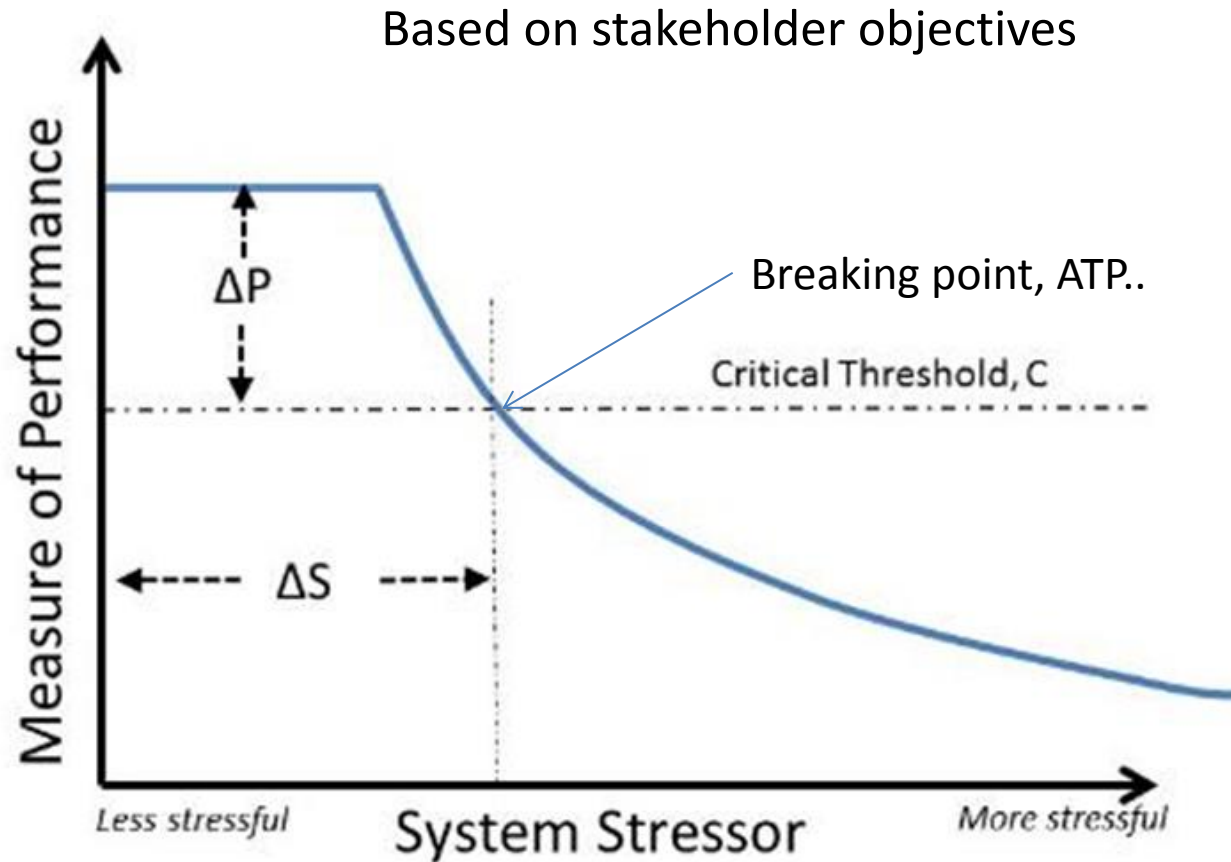 Based on stakeholder objectives
Measure of Performance
ΔP
Breaking point, ATP..
Critical Threshold, C
ΔS
Less stressful
System Stressor
More stressful